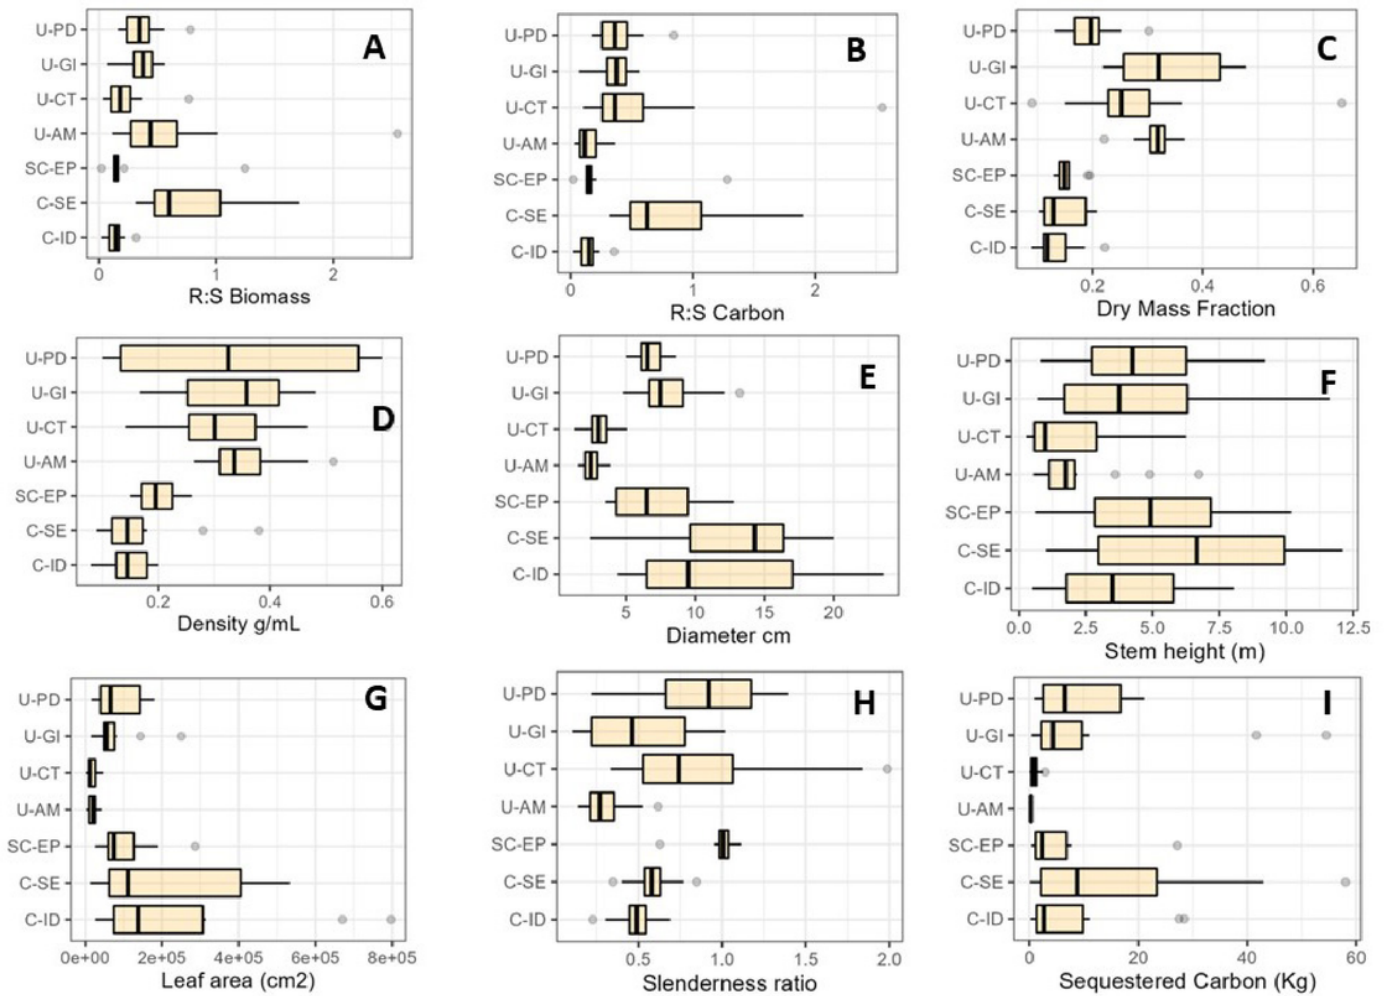 A
U-PD
U-GI
U-CT
U-AM
SC-EP
C-SE
C-ID
0 1 2
R:S Biomass
B
U-PD
U-GI
U-CT
U-AM
SC-EP
C-SE
C-ID
0 1 2
R:S Carbon
C
U-PD
U-GI
U-CT
U-AM
SC-EP
C-SE
C-ID
0.2 0.4 0.6
Dry Mass Fraction
D
U-PD
U-GI
U-CT
U-AM
SC-EP
C-SE
C-ID
0.2 0.4 0.6
Density g/mL
E
U-PD
U-GI
U-CT
U-AM
SC-EP
C-SE
C-ID
5 10 15 20
Diameter cm
F
U-PD
U-GI
U-CT
U-AM
SC-EP
C-SE
C-ID
0.0 2.5 5.0 7.5 10.0 12.5
Stem height (m)
G
U-PD
U-GI
U-CT
U-AM
SC-EP
C-SE
C-ID
0e+00 2e+05 4e+05 6e+05 8e+05
Leaf area (cm2)
H
U-PD
U-GI
U-CT
U-AM
SC-EP
C-SE
C-ID
0.5 1.0 1.5 2.0
Slenderness ratio
I
U-PD
U-GI
U-CT
U-AM
SC-EP
C-SE
C-ID
0 20 40 60
Sequestered Carbon (Kg)